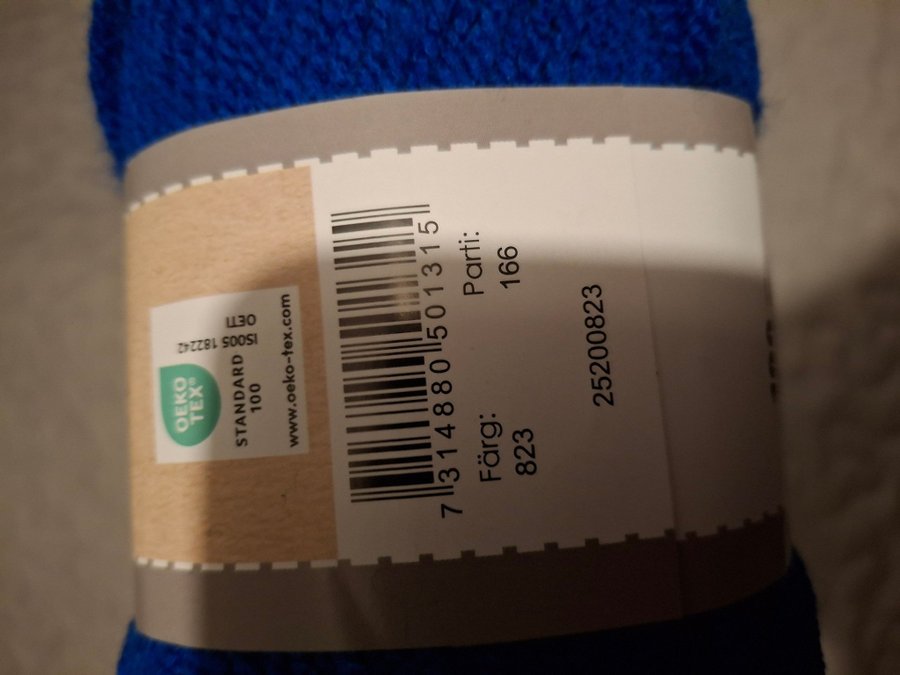 OEKO
TEX®
STANDARD
100
IS005 182242
OETI
www.oeko-tex.com
7 314880 501315
Färg:
823
Parti:
166
25200823